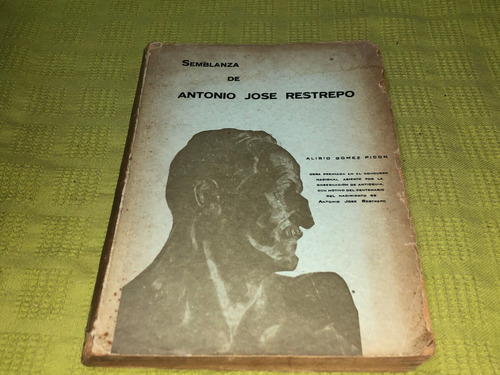 SEMBLANZA
DE
ANTONIO JOSE RESTREPO
ALIRIO GOMEZ PICON
OBRA PREMIADA EN EL CONCURSO
NACIONAL ABIERTO POR LA
GOBERNACIÓN DE ANTIOQUIA,
CON MOTIVO DEL CENTENARIO
DEL NACIMIENTO DE
ANTONIO JOSE RESTREPO